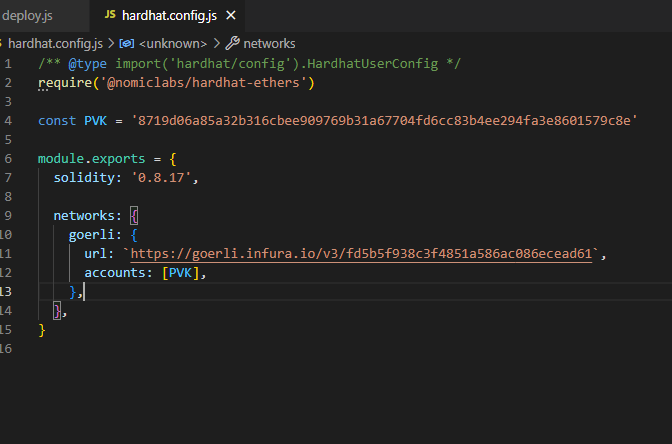 deploy.js
JS hardhat.config.js ×
hardhat.config.js > <unknown> > networks
1 /** @type import('hardhat/config').HardhatUserConfig */
2 require('@nomiclabs/hardhat-ethers')
3
4 const PVK = '8719d06a85a32b316cbee909769b31a67704fd6cc83b4ee294fa3e8601579c8e'
5
6 module.exports = {
7 solidity: '0.8.17',
8
9 networks: {
10 goerli: {
11 url: `https://goerli.infura.io/v3/fd5b5f938c3f4851a586ac086ecead61`,
12 accounts: [PVK],
13 },
14 },
15 }
16